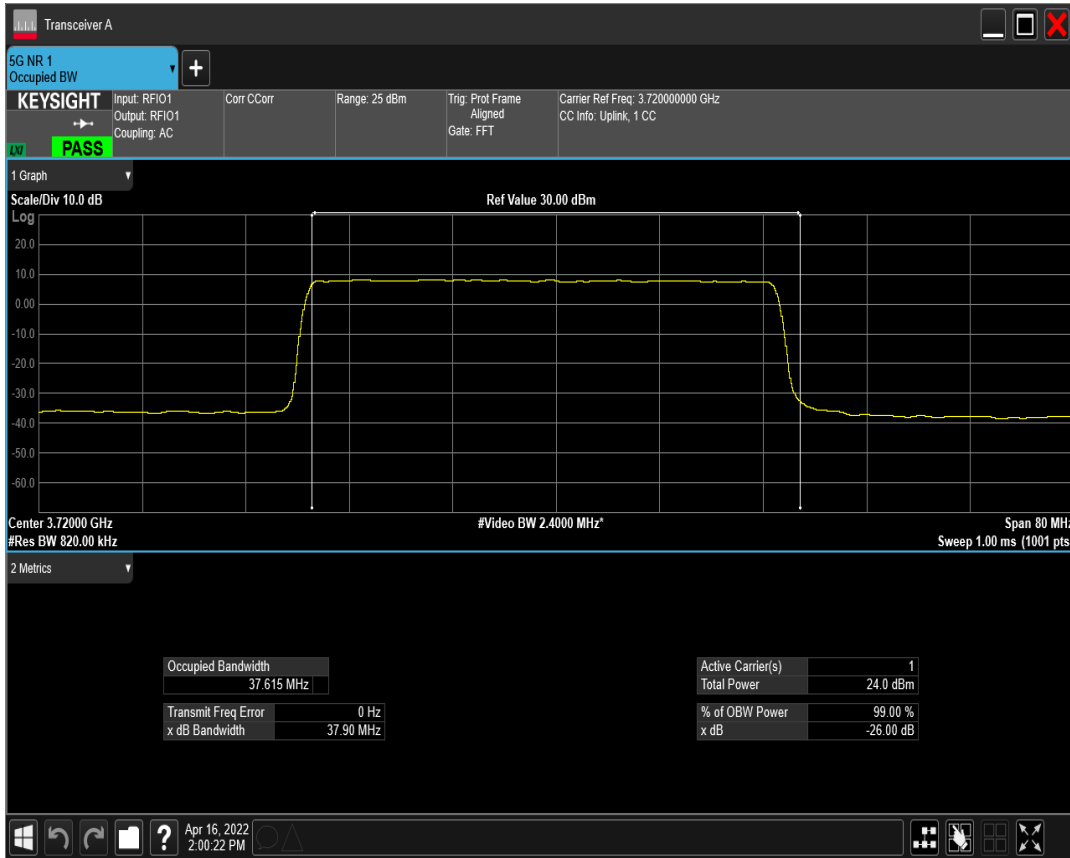 Transceiver A
5G NR 1
Occupied BW
KEYSIGHT
LXI
PASS
Input: RFIO1
Output: RFIO1
Coupling: AC
Corr CCorr
Range: 25 dBm
Trig: Prot Frame
Aligned
Gate: FFT
Carrier Ref Freq: 3.720000000 GHz
CC Info: Uplink, 1 CC
1 Graph
Scale/Div 10.0 dB
Ref Value 30.00 dBm
Log
20.0
10.0
0.00
-10.0
-20.0
-30.0
-40.0
-50.0
-60.0
Center 3.72000 GHz
#Video BW 2.4000 MHz*
Span 80 MHz
#Res BW 820.00 kHz
Sweep 1.00 ms (1001 pts
2 Metrics
Occupied Bandwidth
37.615 MHz
Transmit Freq Error 0 Hz
x dB Bandwidth 37.90 MHz
Active Carrier(s) 1
Total Power 24.0 dBm
% of OBW Power 99.00 %
x dB -26.00 dB
?
Apr 16, 2022
2:00:22 PM